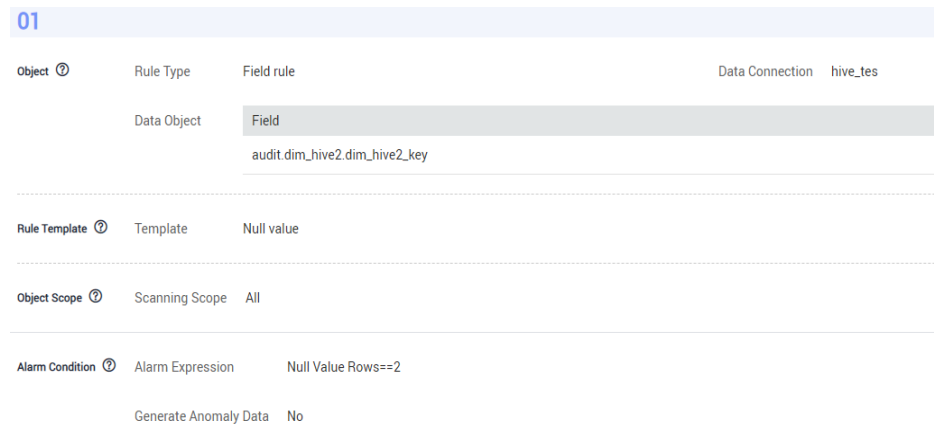 01
Object ? Rule Type Field rule Data Connection hive_tes
Data Object Field
audit.dim_hive2.dim_hive2_key
Rule Template ? Template Null value
Object Scope ? Scanning Scope All
Alarm Condition ? Alarm Expression Null Value Rows==2
Generate Anomaly Data No